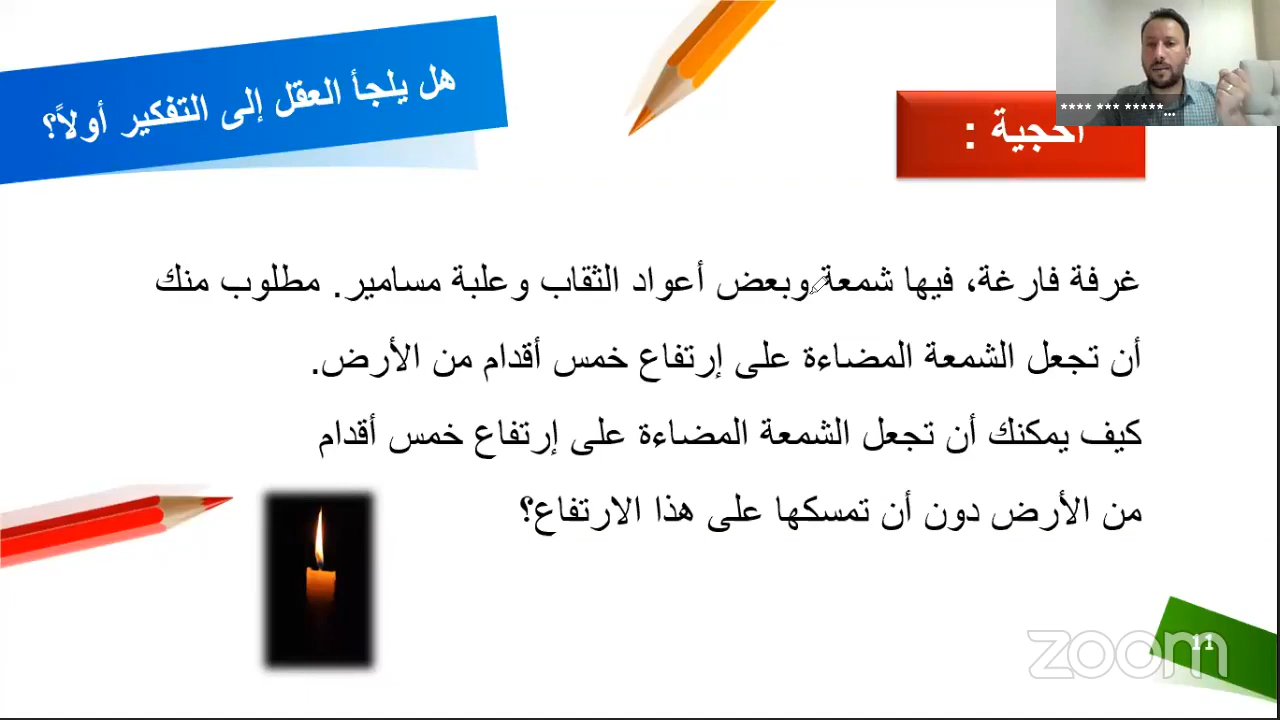 هل يلجأ العقل إلى التفكير أولاً؟
أحجية :
**** *** *****...
غرفة فارغة، فيها شمعة وبعض أعواد الثقاب وعلبة مسامير. مطلوب منك
أن تجعل الشمعة المضاءة على إرتفاع خمس أقدام من الأرض.
كيف يمكنك أن تجعل الشمعة المضاءة على إرتفاع خمس أقدام
من الأرض دون أن تمسكها على هذا الارتفاع؟
11
zoom